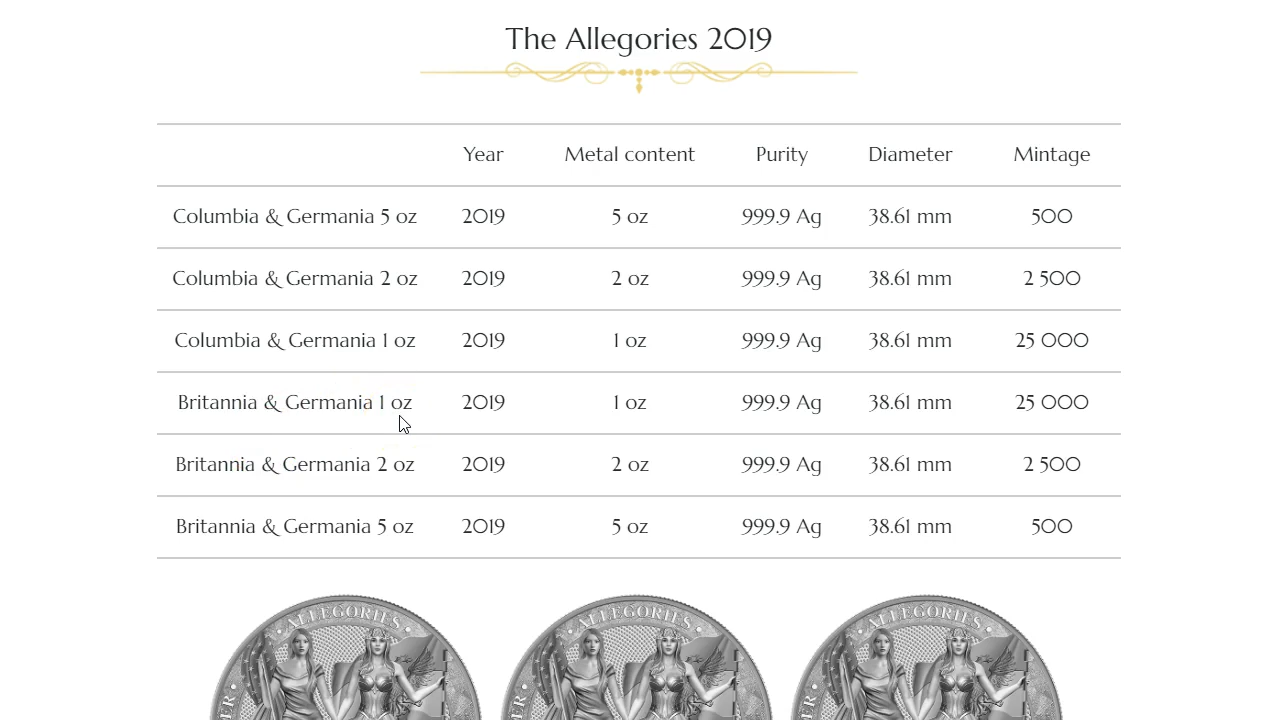 The Allegories 2019
Year Metal content Purity Diameter Mintage
Columbia & Germania 5 oz 2019 5 oz 999.9 Ag 38.61 mm 500
Columbia & Germania 2 oz 2019 2 oz 999.9 Ag 38.61 mm 2 500
Columbia & Germania 1 oz 2019 1 oz 999.9 Ag 38.61 mm 25 000
Britannia & Germania 1 oz 2019 1 oz 999.9 Ag 38.61 mm 25 000
Britannia & Germania 2 oz 2019 2 oz 999.9 Ag 38.61 mm 2 500
Britannia & Germania 5 oz 2019 5 oz 999.9 Ag 38.61 mm 500
• ALLEGORIES • • ALLEGORIES • • ALLEGORIES •